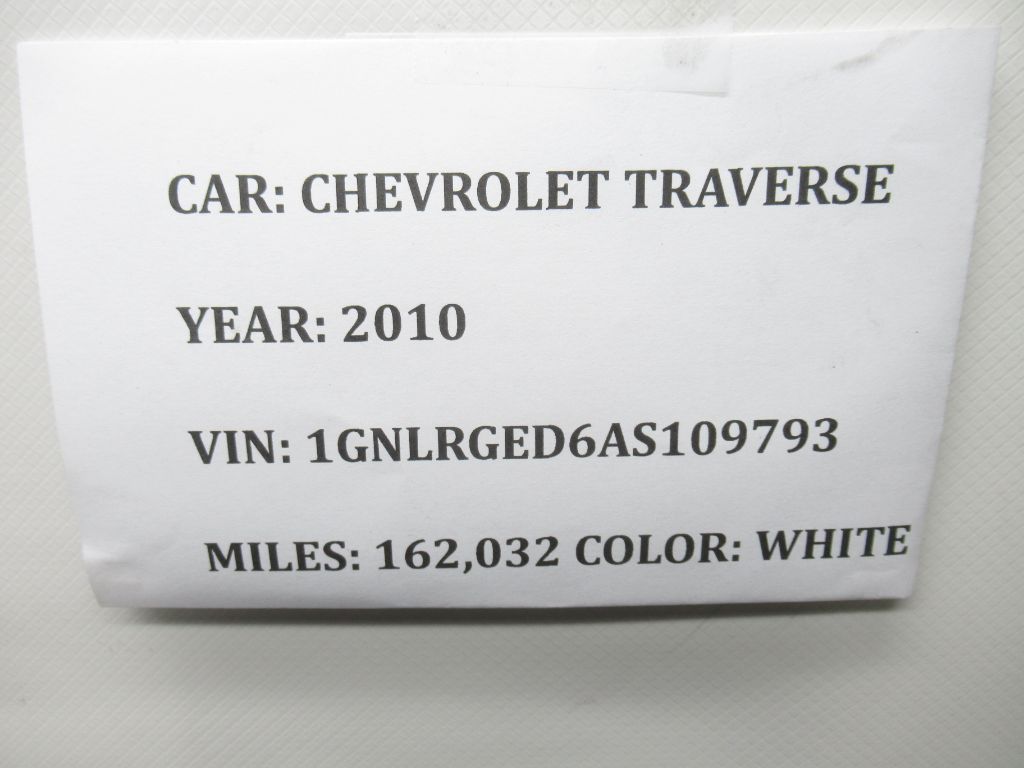 CAR: CHEVROLET TRAVERSE
YEAR: 2010
VIN: 1GNLRGED6AS109793
MILES: 162,032 COLOR: WHITE